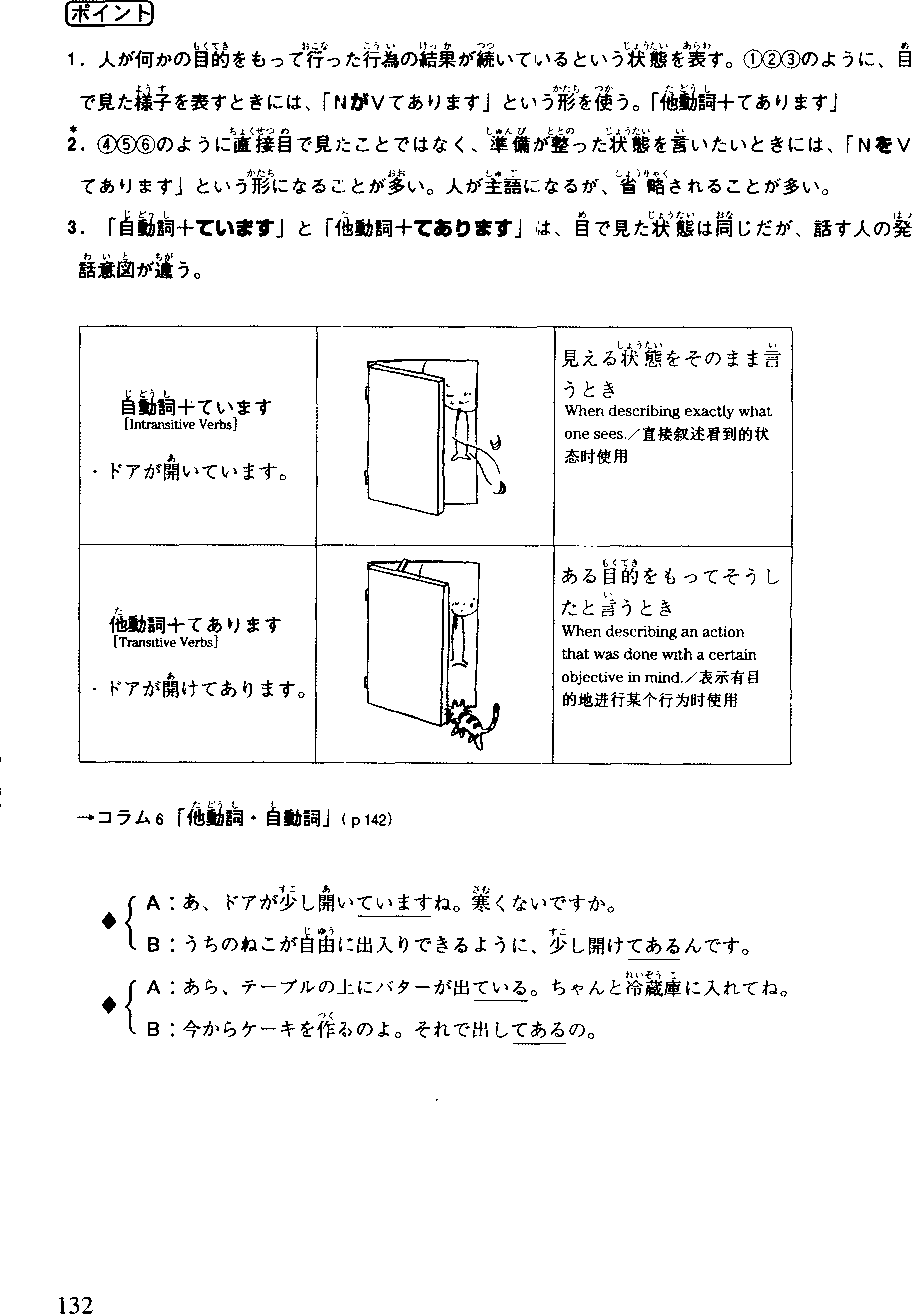 ポイント
1. 人が何かの目的をもって行った行為の結果が続いているという状態を表す。①②③のように、目
で見た様子を表すときには、「NがVてあります」という形を使う。「他動詞+てあります」
*2. ④⑤⑥のように直接目で見たことではなく、準備が整った状態を言いたいときには、「NをV
てあります」という形になることが多い。人が主語になるが、省略されることが多い。
3. 「自動詞+ています」と「他動詞+てあります」は、目で見た状態は同じだが、話す人の発
話意図が違う。
自動詞+ています
[Intransitive Verbs]
・ドアが開いています。
見える状態をそのまま言
うとき
When describing exactly what
one sees./直接叙述看到的状
态时使用
他動詞+てあります
[Transitive Verbs]
・ドアが開けてあります。
ある目的をもってそうし
たと言うとき
When describing an action
that was done with a certain
objective in mind./表示有目
的地进行某个行为时使用
→コラム6「他動詞・自動詞」(p142)
◆ A:あ、ドアが少し開いていますね。寒くないですか。
B:うちのねこが自由に出入りできるように、少し開けてあるんです。
◆ A:あら、テーブルの上にバターが出ている。ちゃんと冷蔵庫に入れてね。
B:今からケーキを作るのよ。それで出してあるの。
132